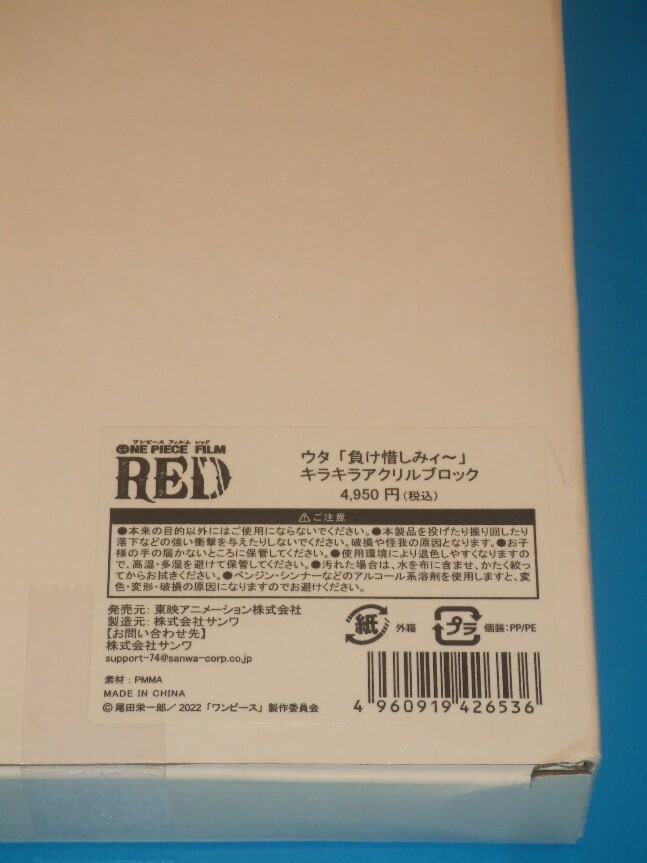 ワンピース フィルム レッド
ONE PIECE FILM
RED
ウタ「負け惜しみィ～」
キラキラアクリルブロック
4,950円(税込)
⚠ご注意
●本来の目的以外にはご使用にならないでください。●本製品を投げたり振り回したり
落下などの強い衝撃を与えたりしないでください。破損や怪我の原因となります。●お子
様の手の届かないところに保管してください。●使用環境により退色しやすくなりますの
で、高温・多湿を避けて保管してください。●汚れた場合は、水を布に含ませ、かたく絞っ
てからお拭きください。●ベンジン・シンナーなどのアルコール系溶剤を使用しますと、変
色・変形・破損の原因になりますのでお避けください。
発売元: 東映アニメーション株式会社
製造元: 株式会社サンワ
【お問い合わせ先】
株式会社サンワ
support-74@sanwa-corp.co.jp
紙 外箱
プラ 個装:PP/PE
素材: PMMA
MADE IN CHINA
© 尾田栄一郎/ 2022「ワンピース」製作委員会
4 960919 426536